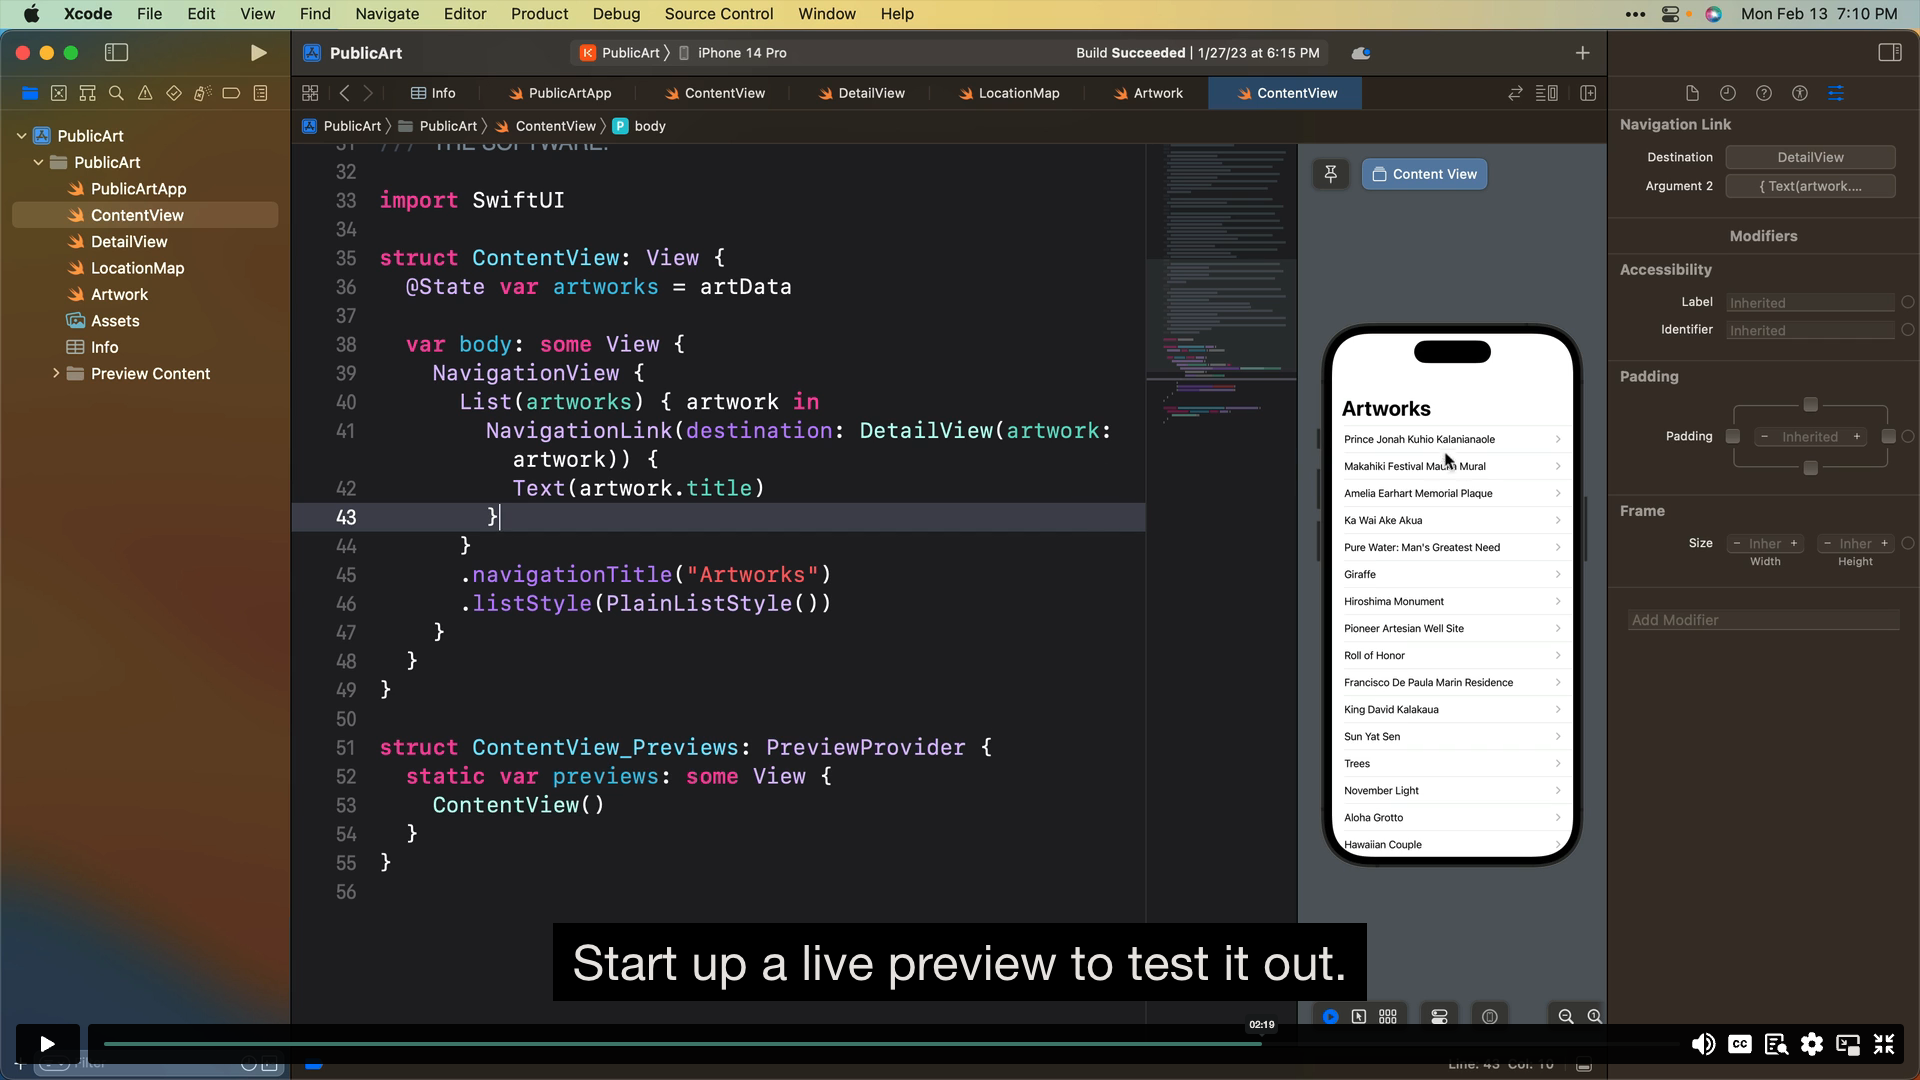 Xcode File Edit View Find Navigate Editor Product Debug Source Control Window Help
Mon Feb 13 7:10 PM
PublicArt
PublicArt iPhone 14 Pro
Build Succeeded | 1/27/23 at 6:15 PM
Info PublicArtApp ContentView DetailView LocationMap Artwork ContentView
PublicArt PublicArt ContentView P body
PublicArt
PublicArt
PublicArtApp
ContentView
DetailView
LocationMap
Artwork
Assets
Info
Preview Content
Filter
31 /// THE SOFTWARE.
32
33 import SwiftUI
34
35 struct ContentView: View {
36 @State var artworks = artData
37
38 var body: some View {
39 NavigationView {
40 List(artworks) { artwork in
41 NavigationLink(destination: DetailView(artwork:
artwork)) {
42 Text(artwork.title)
43 }
44 }
45 .navigationTitle("Artworks")
46 .listStyle(PlainListStyle())
47 }
48 }
49 }
50
51 struct ContentView_Previews: PreviewProvider {
52 static var previews: some View {
53 ContentView()
54 }
55 }
56
Content View
Artworks
Prince Jonah Kuhio Kalanianaole
Makahiki Festival Mauka Mural
Amelia Earhart Memorial Plaque
Ka Wai Ake Akua
Pure Water: Man's Greatest Need
Giraffe
Hiroshima Monument
Pioneer Artesian Well Site
Roll of Honor
Francisco De Paula Marin Residence
King David Kalakaua
Sun Yat Sen
Trees
November Light
Aloha Grotto
Hawaiian Couple
Navigation Link
Destination DetailView
Argument 2 { Text(artwork....
Modifiers
Accessibility
Label Inherited
Identifier Inherited
Padding
Padding − Inherited +
Frame
Size − Inher + − Inher +
Width Height
Add Modifier
Start up a live preview to test it out.
02:19
CC
Line: 43 Col: 10